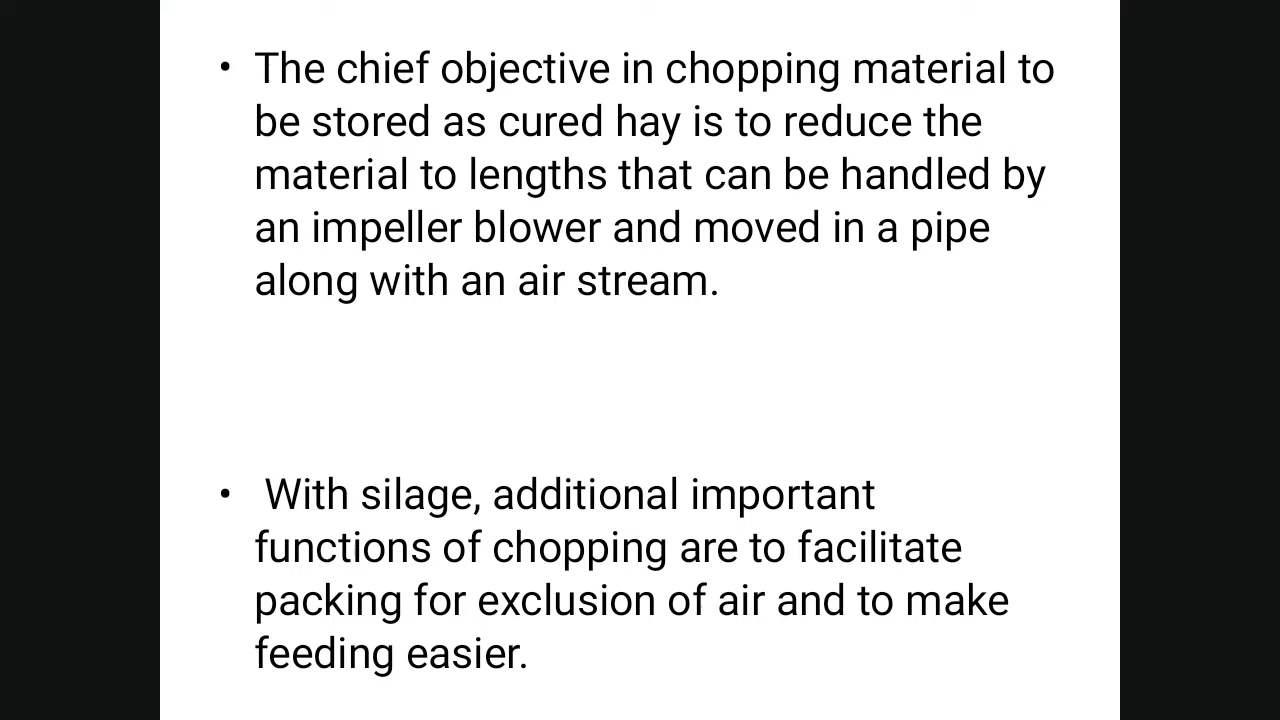 • The chief objective in chopping material to
be stored as cured hay is to reduce the
material to lengths that can be handled by
an impeller blower and moved in a pipe
along with an air stream.
• With silage, additional important
functions of chopping are to facilitate
packing for exclusion of air and to make
feeding easier.